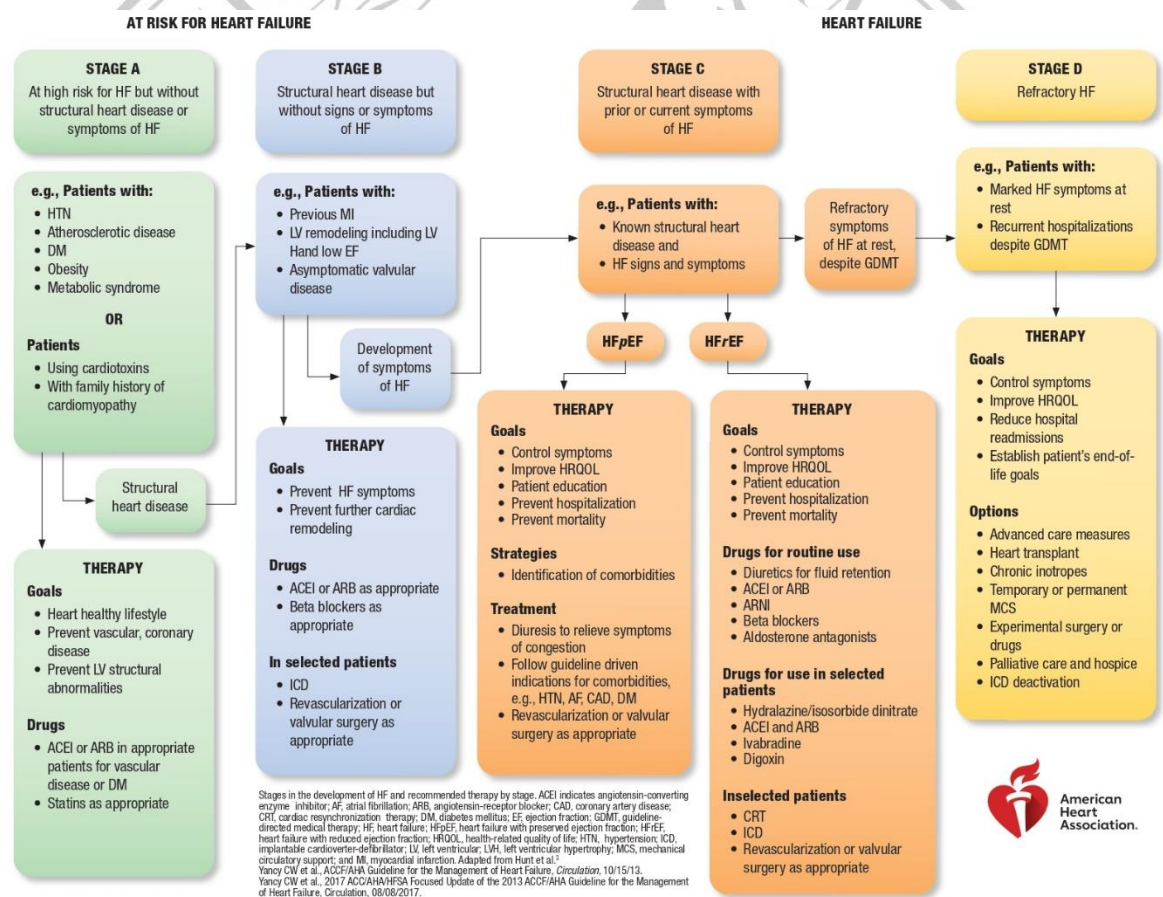 AT RISK FOR HEART FAILURE
HEART FAILURE
STAGE A
At high risk for HF but without
structural heart disease or
symptoms of HF
e.g., Patients with:
• HTN
• Atherosclerotic disease
• DM
• Obesity
• Metabolic syndrome
OR
Patients
• Using cardiotoxins
• With family history of
cardiomyopathy
Structural
heart disease
THERAPY
Goals
• Heart healthy lifestyle
• Prevent vascular, coronary
disease
• Prevent LV structural
abnormalities
Drugs
• ACEI or ARB in appropriate
patients for vascular
disease or DM
• Statins as appropriate
STAGE B
Structural heart disease but
without signs or symptoms
of HF
e.g., Patients with:
• Previous MI
• LV remodeling including LV
Hand low EF
• Asymptomatic valvular
disease
Development
of symptoms
of HF
THERAPY
Goals
• Prevent HF symptoms
• Prevent further cardiac
remodeling
Drugs
• ACEI or ARB as appropriate
• Beta blockers as
appropriate
In selected patients
• ICD
• Revascularization or
valvular surgery as
appropriate
STAGE C
Structural heart disease with
prior or current symptoms
of HF
e.g., Patients with:
• Known structural heart
disease and
• HF signs and symptoms
Refractory
symptoms
of HF at rest,
despite GDMT
HFpEF
HFrEF
THERAPY
Goals
• Control symptoms
• Improve HRQOL
• Patient education
• Prevent hospitalization
• Prevent mortality
Strategies
• Identification of comorbidities
Treatment
• Diuresis to relieve symptoms
of congestion
• Follow guideline driven
indications for comorbidities,
e.g., HTN, AF, CAD, DM
• Revascularization or valvular
surgery as appropriate
THERAPY
Goals
• Control symptoms
• Improve HRQOL
• Patient education
• Prevent hospitalization
• Prevent mortality
Drugs for routine use
• Diuretics for fluid retention
• ACEI or ARB
• ARNI
• Beta blockers
• Aldosterone antagonists
Drugs for use in selected
patients
• Hydralazine/isosorbide dinitrate
• ACEI and ARB
• Ivabradine
• Digoxin
Inselected patients
• CRT
• ICD
• Revascularization or valvular
surgery as appropriate
STAGE D
Refractory HF
e.g., Patients with:
• Marked HF symptoms at
rest
• Recurrent hospitalizations
despite GDMT
THERAPY
Goals
• Control symptoms
• Improve HRQOL
• Reduce hospital
readmissions
• Establish patient's end-of-
life goals
Options
• Advanced care measures
• Heart transplant
• Chronic inotropes
• Temporary or permanent
MCS
• Experimental surgery or
drugs
• Palliative care and hospice
• ICD deactivation
Stages in the development of HF and recommended therapy by stage. ACEI indicates angiotensin-converting
enzyme inhibitor; AF, atrial fibrillation; ARB, angiotensin-receptor blocker; CAD, coronary artery disease;
CRT, cardiac resynchronization therapy; DM, diabetes mellitus; EF, ejection fraction; GDMT, guideline-
directed medical therapy; HF, heart failure; HFpEF, heart failure with preserved ejection fraction; HFrEF,
heart failure with reduced ejection fraction; HRQOL, health-related quality of life; HTN, hypertension; ICD,
implantable cardioverter-defibrillator; LV, left ventricular; LVH, left ventricular hypertrophy; MCS, mechanical
circulatory support; and MI, myocardial infarction. Adapted from Hunt et al.³
Yancy CW et al., ACCF/AHA Guideline for the Management of Heart Failure, Circulation, 10/15/13.
Yancy CW et al., 2017 ACC/AHA/HFSA Focused Update of the 2013 ACCF/AHA Guideline for the Management
of Heart Failure, Circulation, 08/08/2017.
American
Heart
Association.